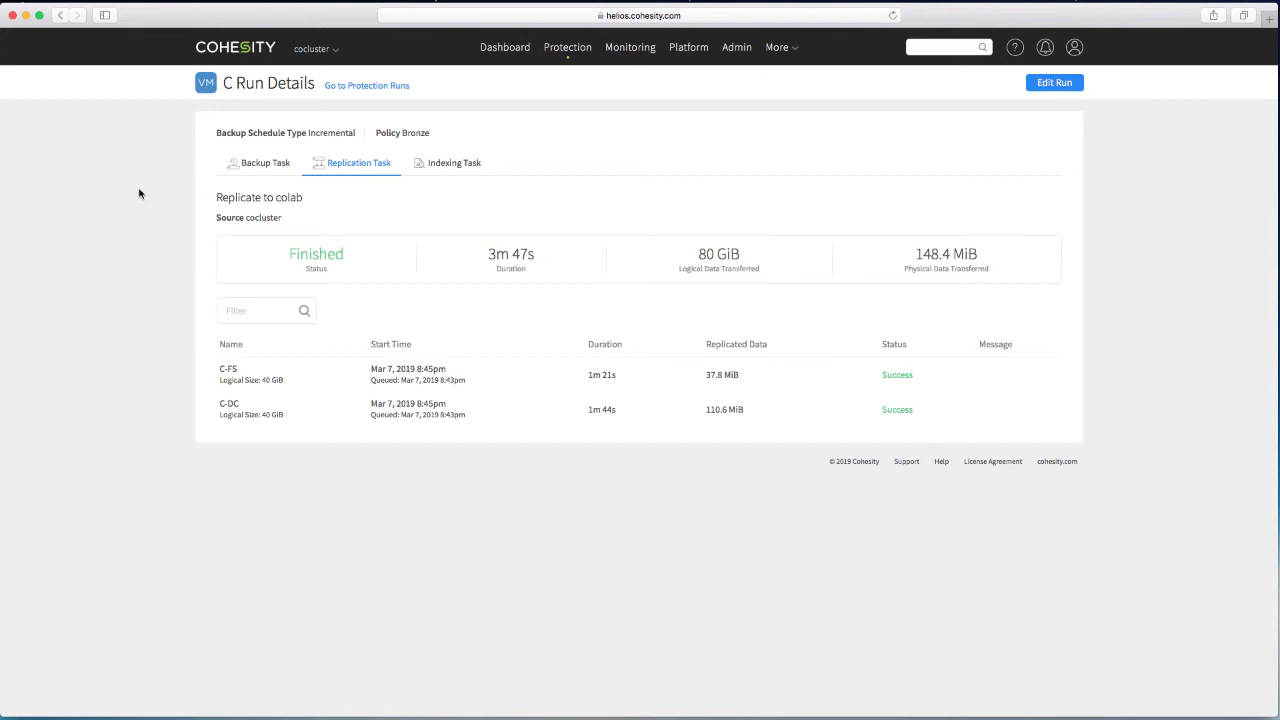 helios.cohesity.com
COHESITY cocluster Dashboard Protection Monitoring Platform Admin More ?
VM C Run Details Go to Protection Runs Edit Run
Backup Schedule Type Incremental Policy Bronze
Backup Task Replication Task Indexing Task
Replicate to colab
Source cocluster
Finished 3m 47s 80 GiB 148.4 MiB
Status Duration Logical Data Transferred Physical Data Transferred
Filter
Name Start Time Duration Replicated Data Status Message
C-FS Mar 7, 2019 8:45pm 1m 21s 37.8 MiB Success
Logical Size: 40 GiB Queued: Mar 7, 2019 8:43pm
C-DC Mar 7, 2019 8:45pm 1m 44s 110.6 MiB Success
Logical Size: 40 GiB Queued: Mar 7, 2019 8:43pm
© 2019 Cohesity Support Help License Agreement cohesity.com